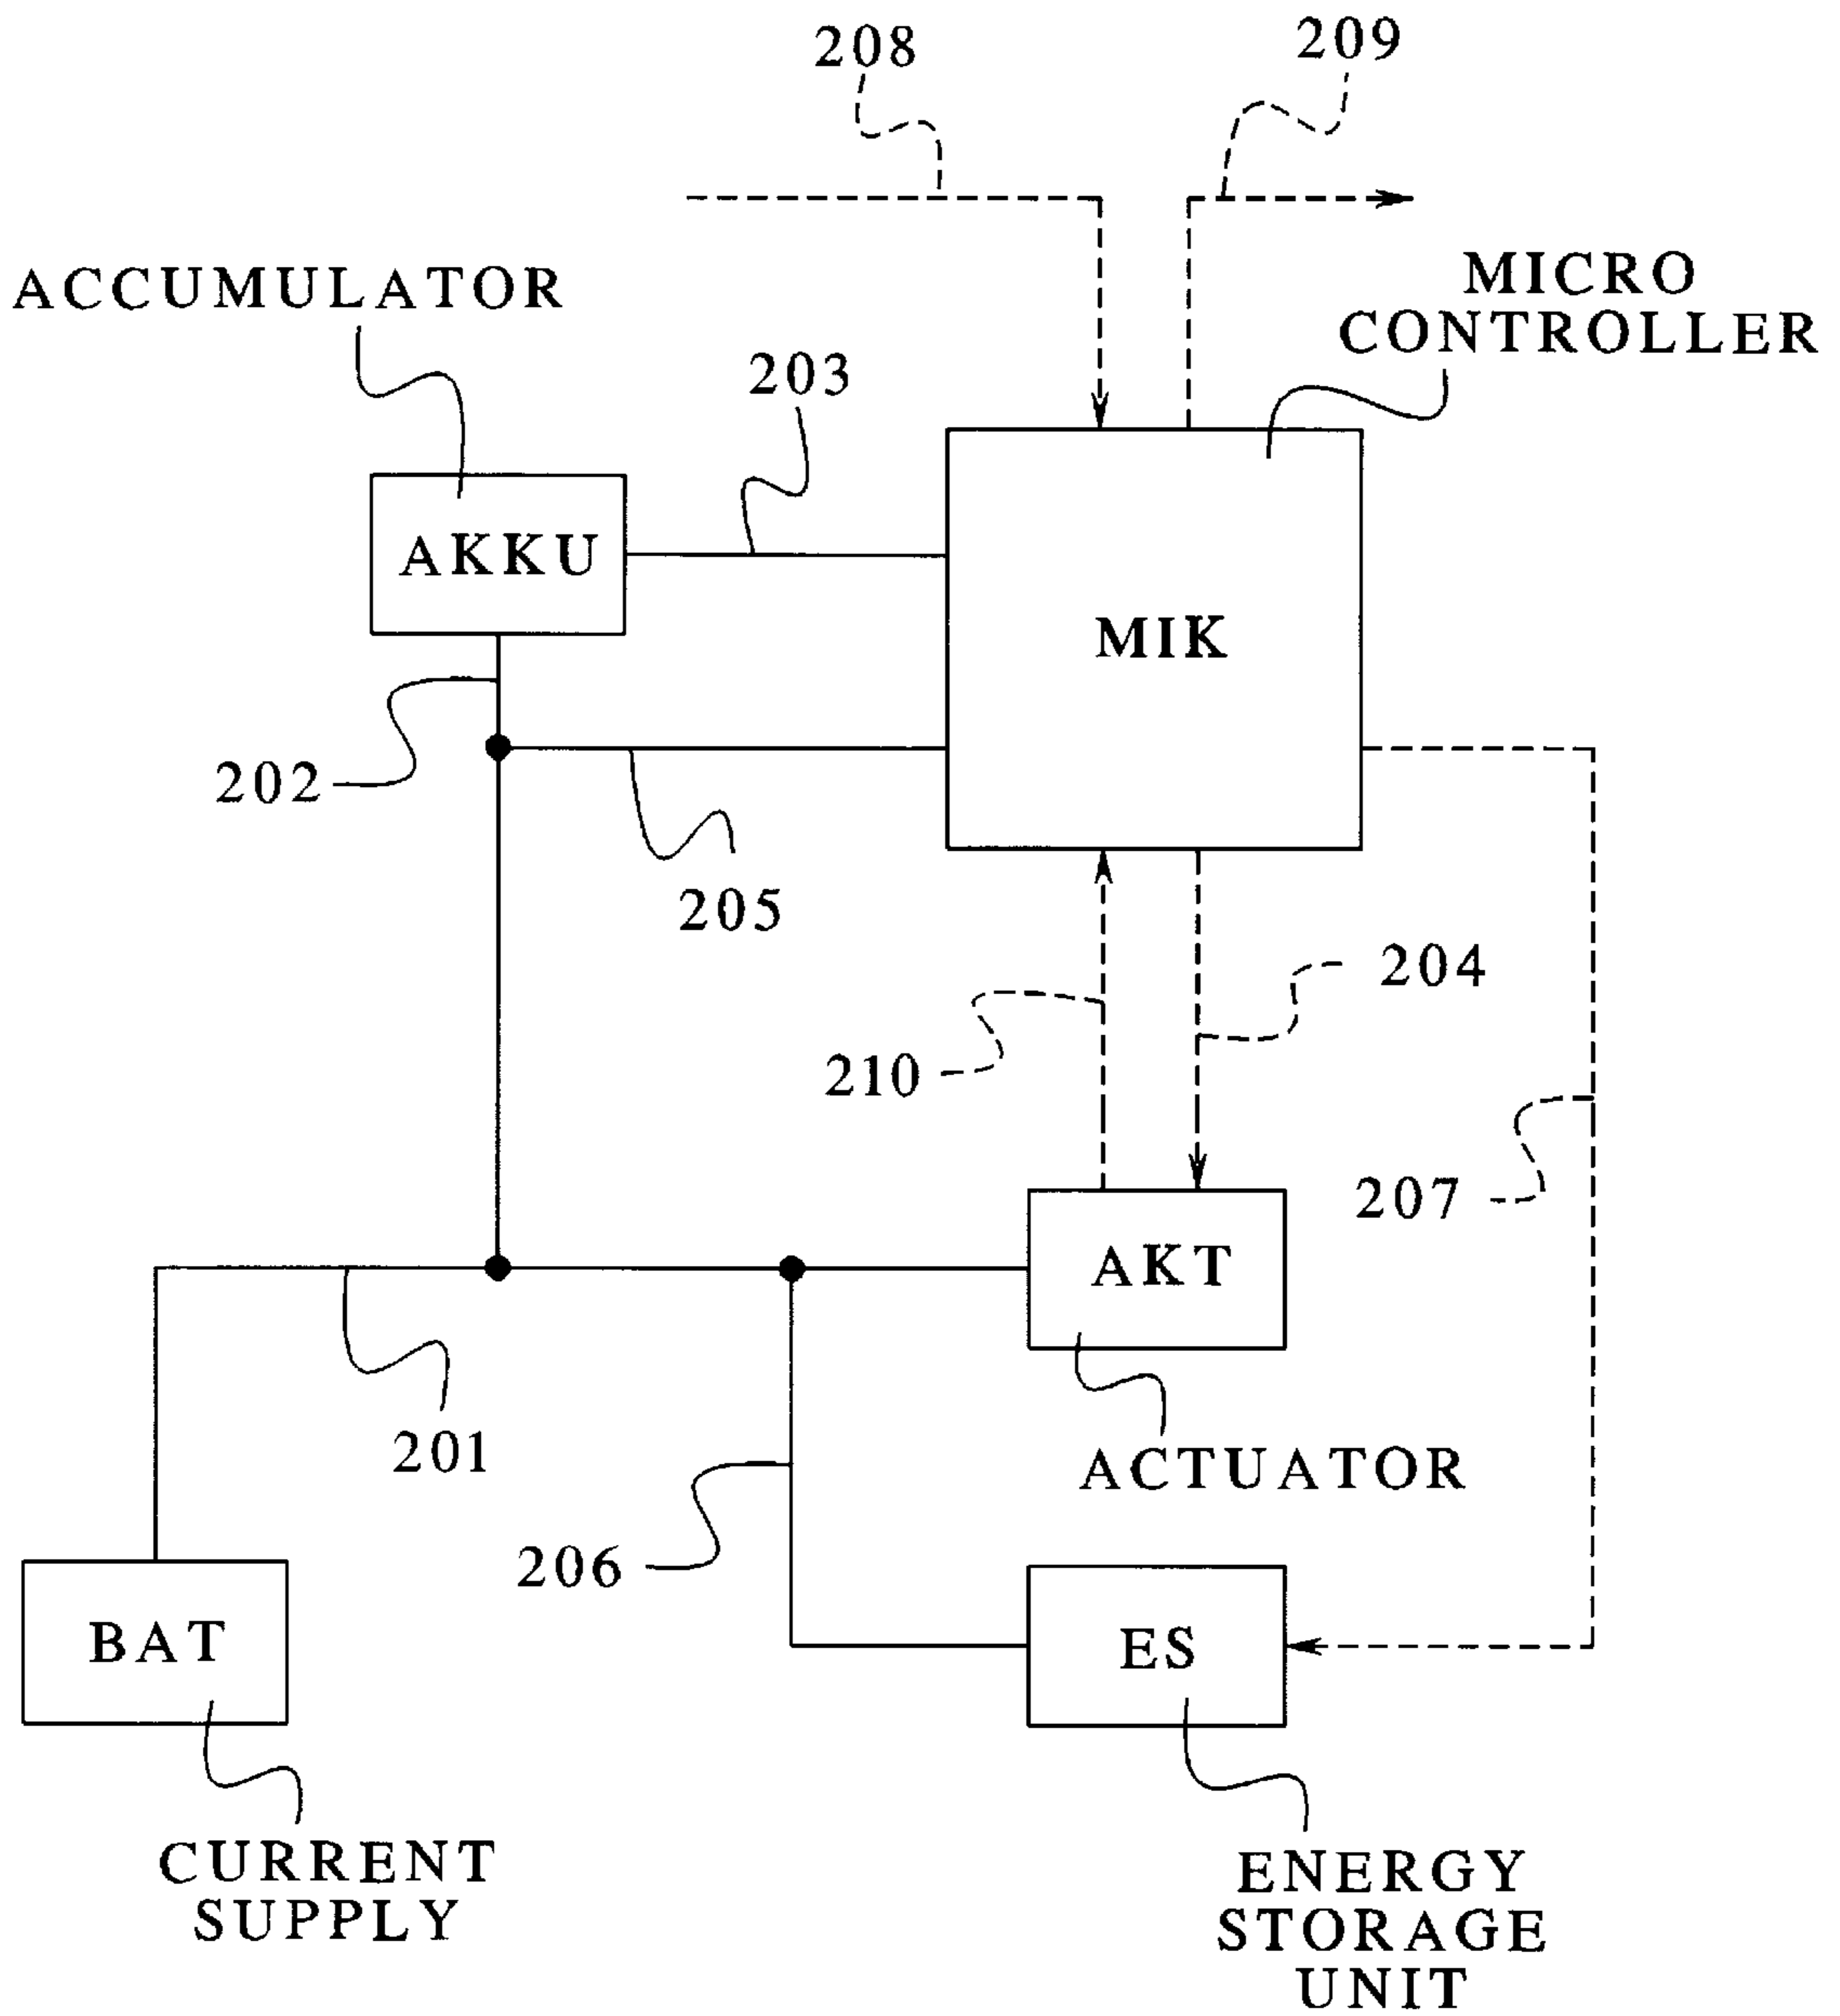 208
209
ACCUMULATOR
MICRO
CONTROLLER
203
AKKU
MIK
202
205
204
210
207
AKT
201
ACTUATOR
206
BAT
ES
CURRENT
SUPPLY
ENERGY
STORAGE
UNIT